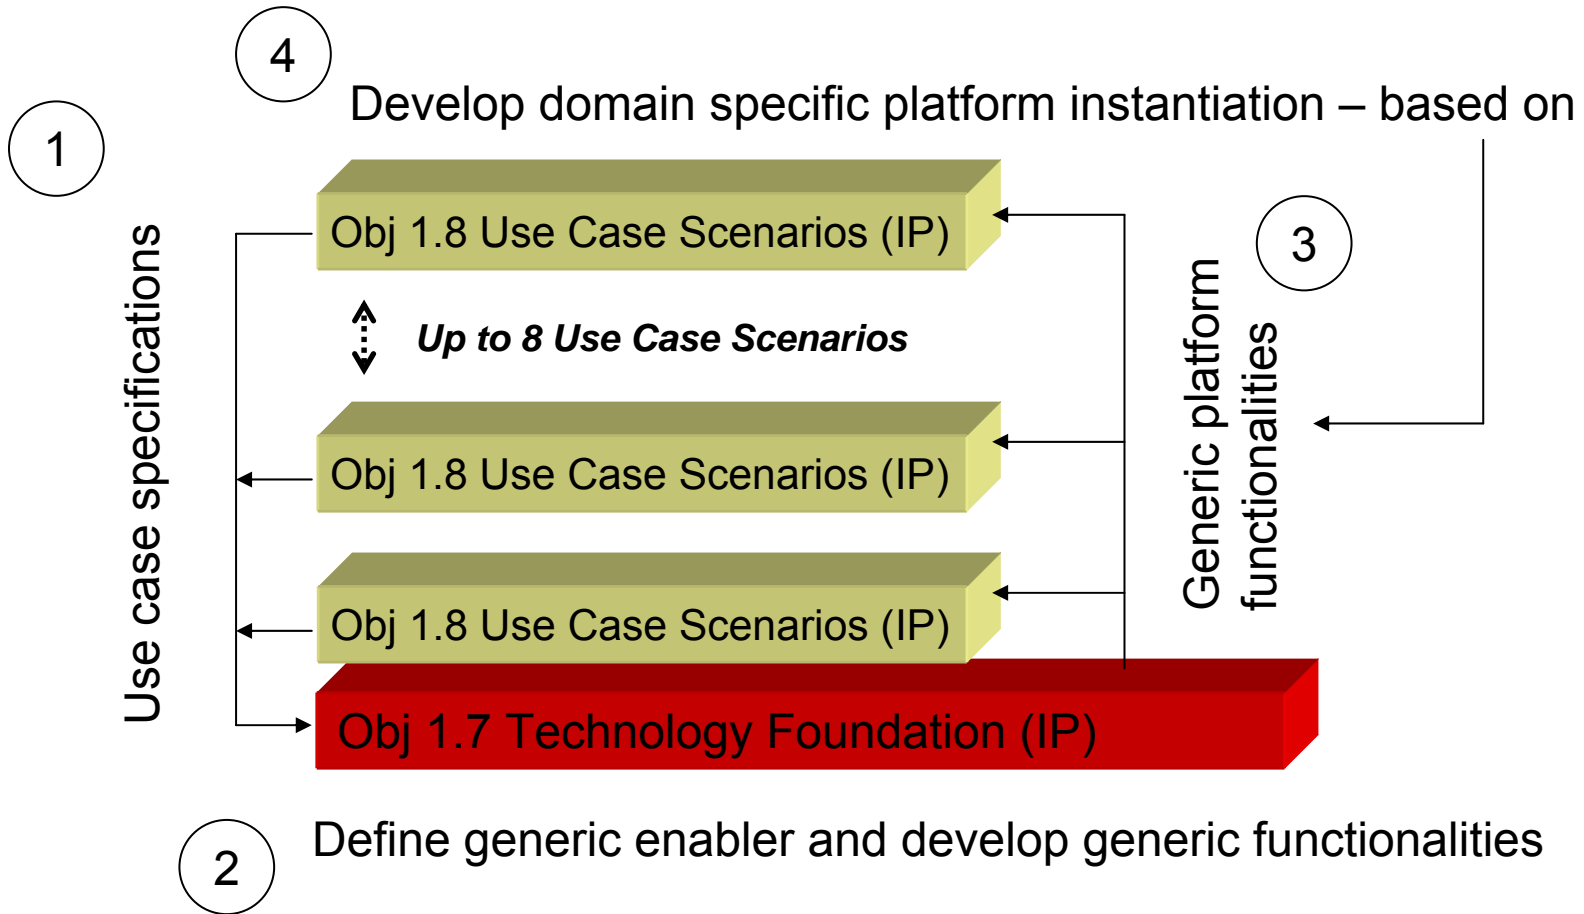 4
Develop domain specific platform instantiation – based on
1
Use case specifications
Obj 1.8 Use Case Scenarios (IP)
3
Generic platform
functionalities
Up to 8 Use Case Scenarios
Obj 1.8 Use Case Scenarios (IP)
Obj 1.8 Use Case Scenarios (IP)
Obj 1.7 Technology Foundation (IP)
2
Define generic enabler and develop generic functionalities